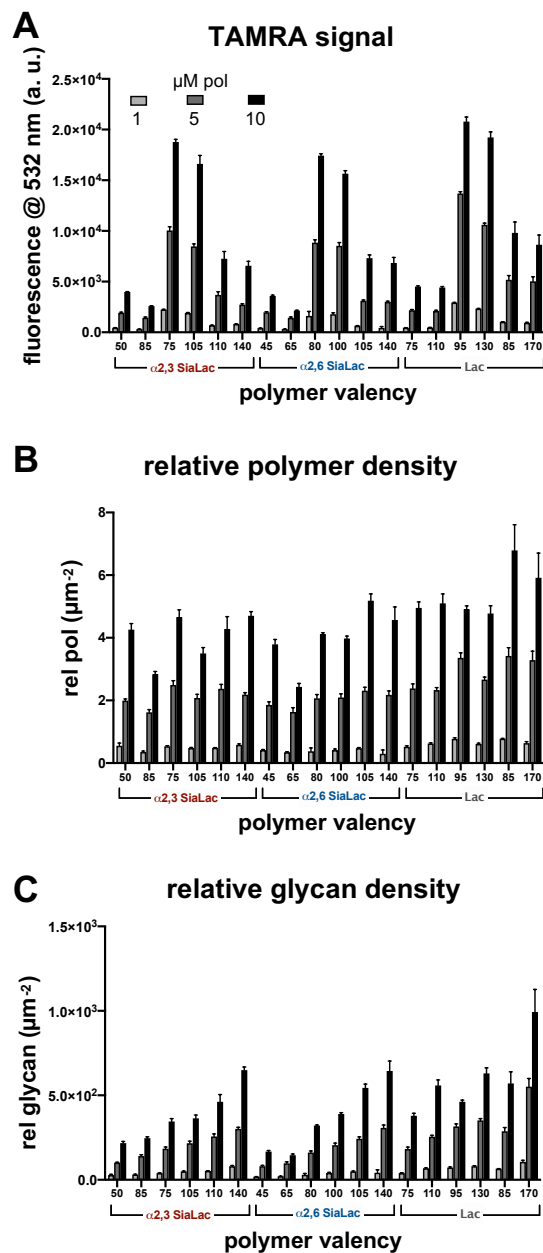 A
TAMRA signal
fluorescence @ 532 nm (a. u.)
2.5×10⁴
2.0×10⁴
1.5×10⁴
1.0×10⁴
5.0×10³
0.0
µM pol
1 5 10
50 85 75 105 110 140 45 65 80 100 105 140 75 110 95 130 85 170
α2,3 SiaLac α2,6 SiaLac Lac
polymer valency
B
relative polymer density
rel pol (µm⁻²)
8
6
4
2
0
50 85 75 105 110 140 45 65 80 100 105 140 75 110 95 130 85 170
α2,3 SiaLac α2,6 SiaLac Lac
polymer valency
C
relative glycan density
rel glycan (µm⁻²)
1.5×10³
1.0×10³
5.0×10²
0.0
50 85 75 105 110 140 45 65 80 100 105 140 75 110 95 130 85 170
α2,3 SiaLac α2,6 SiaLac Lac
polymer valency